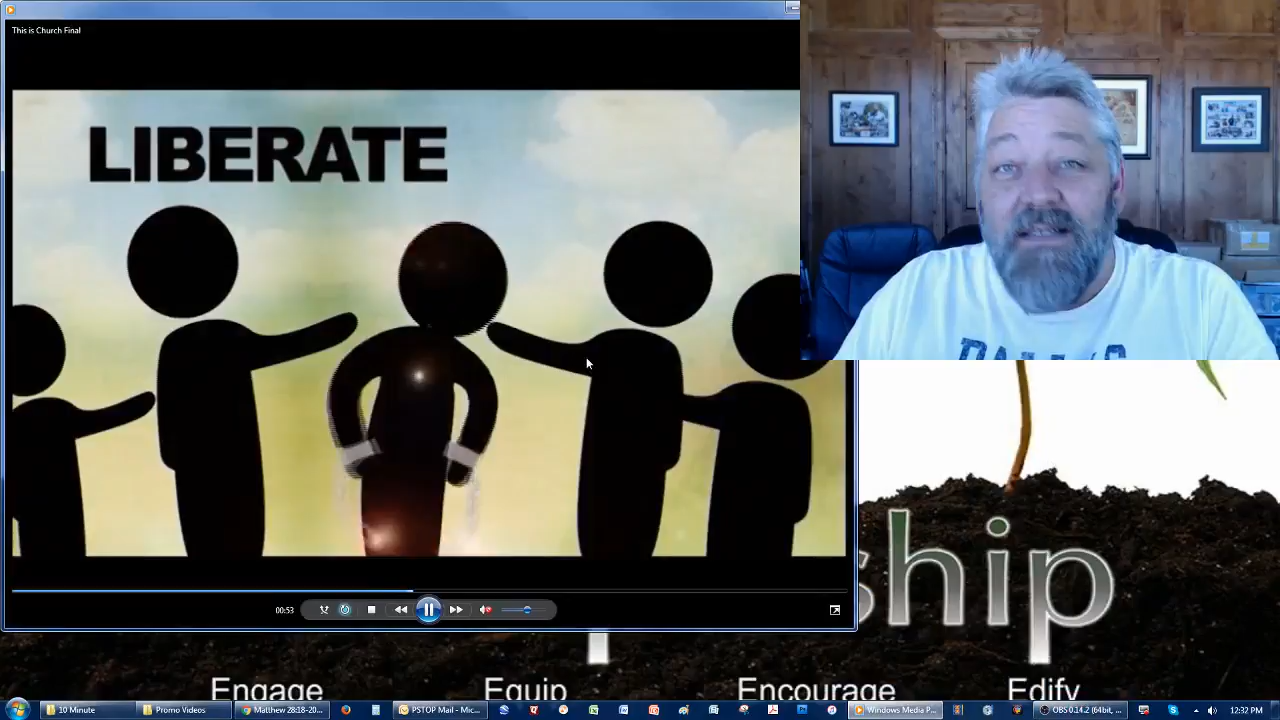 This is Church Final
LIBERATE
00:53
ship
Engage Equip Encourage Edify
10 Minute Promo Videos Matthew 28:18-20... PSTOP Mail - Mic... Windows Media P... OBS 0.14.2 (64bit, ... 12:32 PM